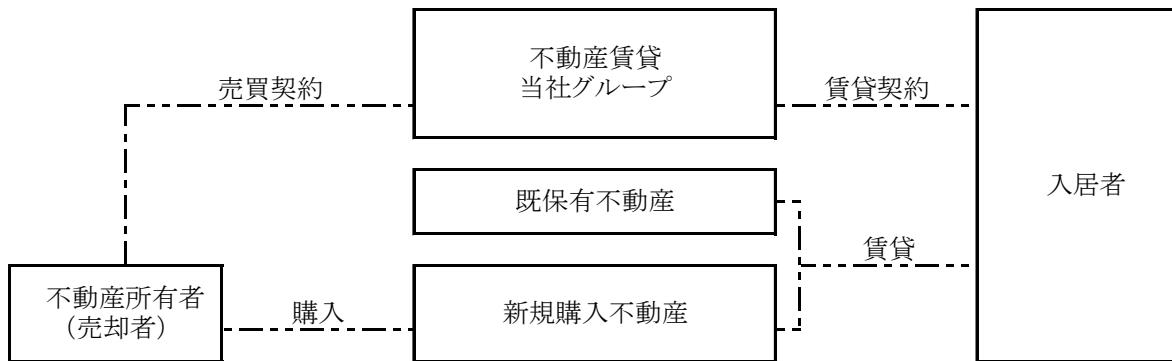 不動産賃貸
当社グループ
売買契約
賃貸契約
入居者
既保有不動産
賃貸
不動産所有者
（売却者）
購入
新規購入不動産